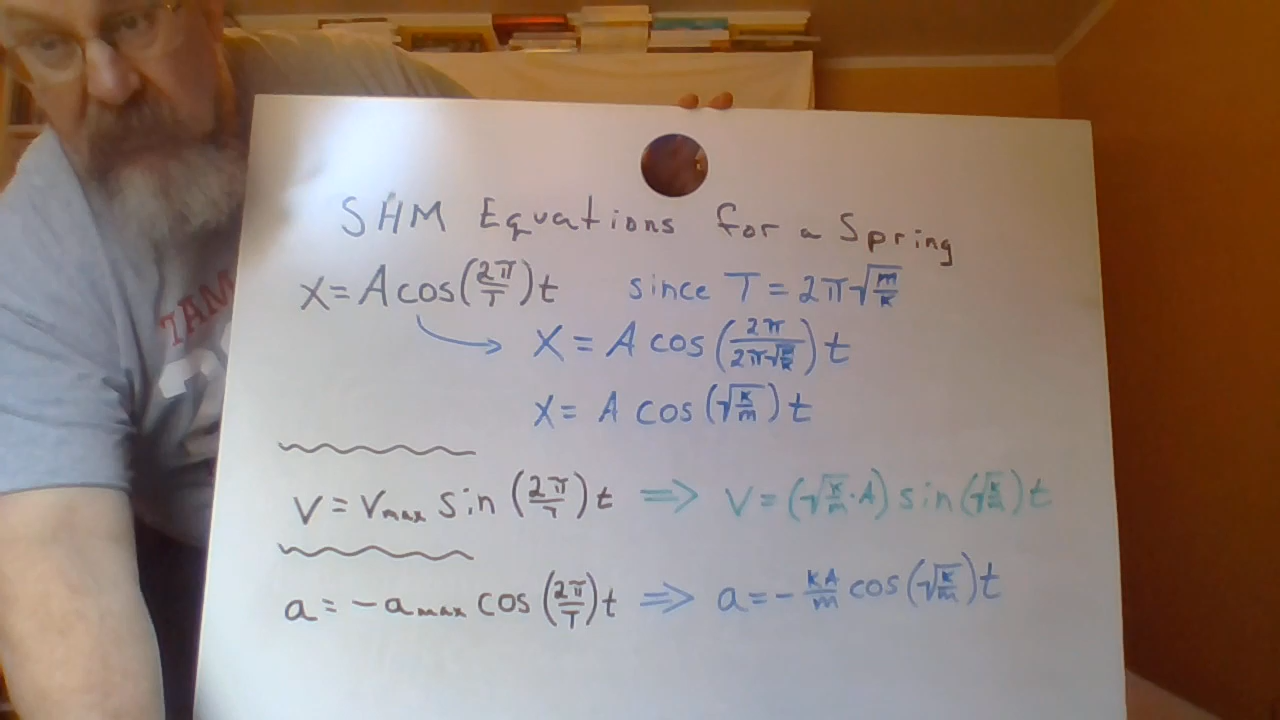 SHM Equations for a Spring
x = A cos(2π/T)t since T = 2π√(m/k)
x = A cos(2π/(2π√(m/k)))t
x = A cos(√(k/m))t
v = vmax sin(2π/T)t ⇒ v = (√(k/m)·A) sin(√(k/m))t
a = -amax cos(2π/T)t ⇒ a = -kA/m cos(√(k/m))t
TAM